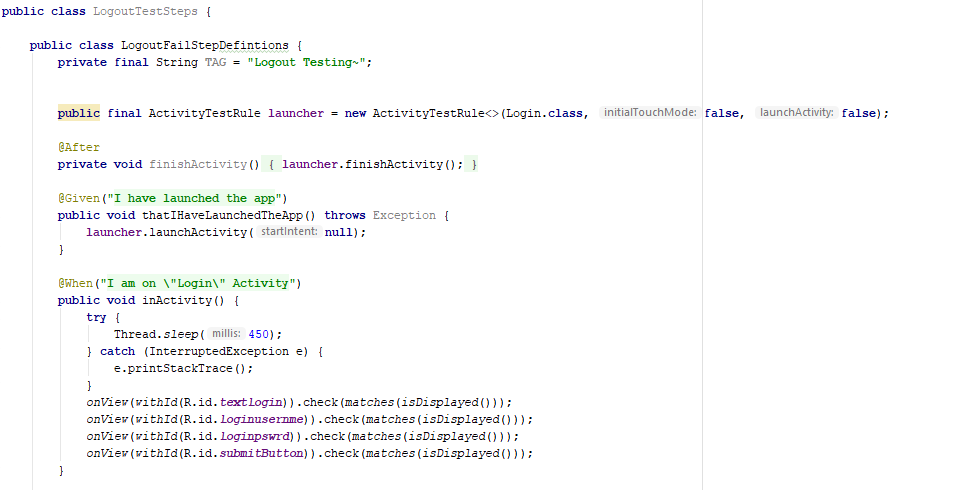 public class LogoutTestSteps {
public class LogoutFailStepDefintions {
private final String TAG = "Logout Testing~";
public final ActivityTestRule launcher = new ActivityTestRule<>(Login.class, initialTouchMode: false, launchActivity: false);
@After
private void finishActivity() { launcher.finishActivity(); }
@Given("I have launched the app")
public void thatIHaveLaunchedTheApp() throws Exception {
launcher.launchActivity( startIntent: null);
}
@When("I am on \"Login\" Activity")
public void inActivity() {
try {
Thread.sleep( millis: 450);
} catch (InterruptedException e) {
e.printStackTrace();
}
onView(withId(R.id.textLogin)).check(matches(isDisplayed()));
onView(withId(R.id.loginusernme)).check(matches(isDisplayed()));
onView(withId(R.id.loginpswrd)).check(matches(isDisplayed()));
onView(withId(R.id.submitButton)).check(matches(isDisplayed()));
}